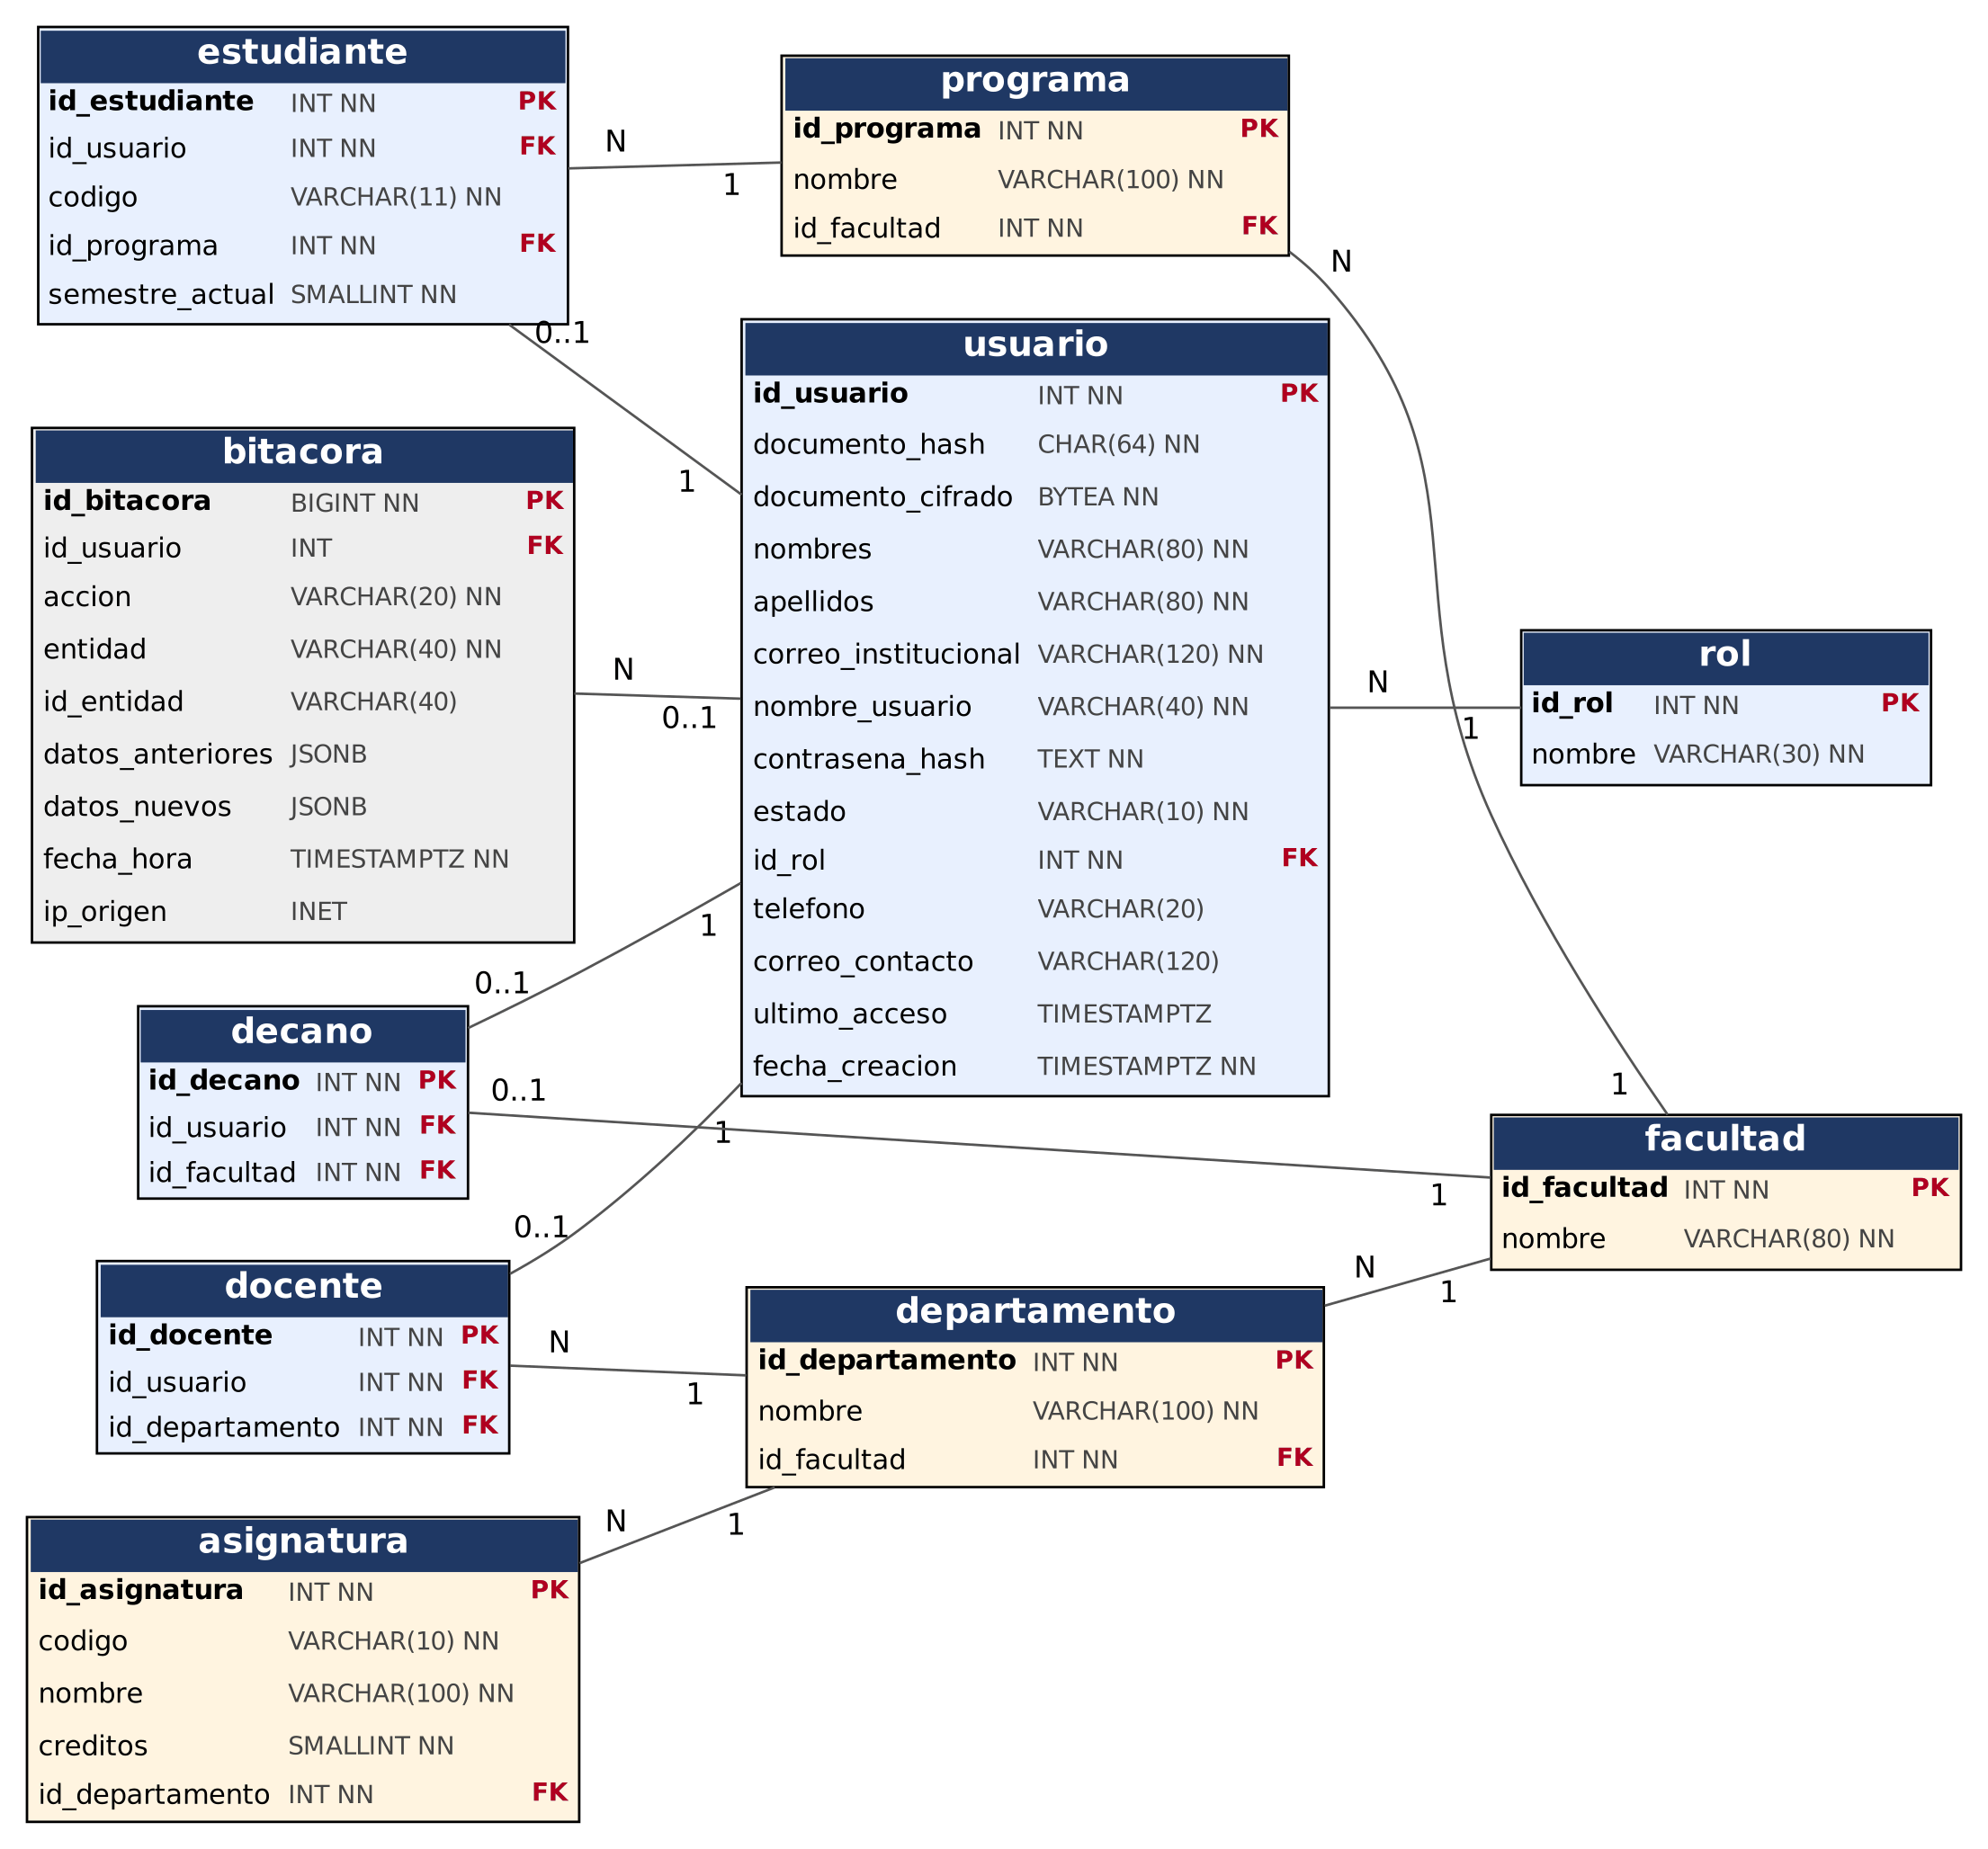 estudiante
id_estudiante INT NN PK
id_usuario INT NN FK
codigo VARCHAR(11) NN
id_programa INT NN FK
semestre_actual SMALLINT NN
programa
id_programa INT NN PK
nombre VARCHAR(100) NN
id_facultad INT NN FK
N
1
N
0..1
1
usuario
id_usuario INT NN PK
documento_hash CHAR(64) NN
documento_cifrado BYTEA NN
nombres VARCHAR(80) NN
apellidos VARCHAR(80) NN
correo_institucional VARCHAR(120) NN
nombre_usuario VARCHAR(40) NN
contrasena_hash TEXT NN
estado VARCHAR(10) NN
id_rol INT NN FK
telefono VARCHAR(20)
correo_contacto VARCHAR(120)
ultimo_acceso TIMESTAMPTZ
fecha_creacion TIMESTAMPTZ NN
bitacora
id_bitacora BIGINT NN PK
id_usuario INT FK
accion VARCHAR(20) NN
entidad VARCHAR(40) NN
id_entidad VARCHAR(40)
datos_anteriores JSONB
datos_nuevos JSONB
fecha_hora TIMESTAMPTZ NN
ip_origen INET
N
0..1
N
1
rol
id_rol INT NN PK
nombre VARCHAR(30) NN
1
0..1
decano
id_decano INT NN PK
id_usuario INT NN FK
id_facultad INT NN FK
0..1
1
1
1
facultad
id_facultad INT NN PK
nombre VARCHAR(80) NN
0..1
docente
id_docente INT NN PK
id_usuario INT NN FK
id_departamento INT NN FK
N
1
N
1
departamento
id_departamento INT NN PK
nombre VARCHAR(100) NN
id_facultad INT NN FK
N
1
asignatura
id_asignatura INT NN PK
codigo VARCHAR(10) NN
nombre VARCHAR(100) NN
creditos SMALLINT NN
id_departamento INT NN FK